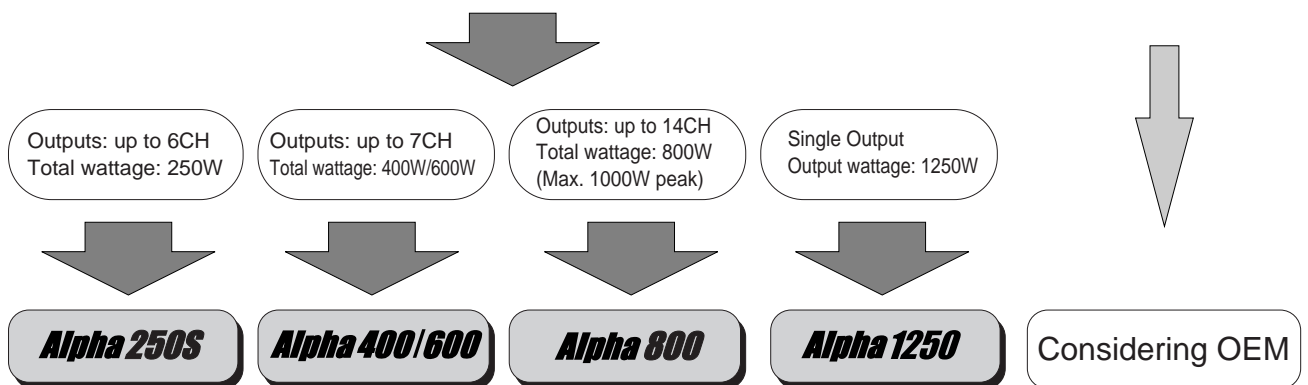 Outputs: up to 6CH
Total wattage: 250W
Outputs: up to 7CH
Total wattage: 400W/600W
Outputs: up to 14CH
Total wattage: 800W
(Max. 1000W peak)
Single Output
Output wattage: 1250W
Alpha 250S
Alpha 400/600
Alpha 800
Alpha 1250
Considering OEM